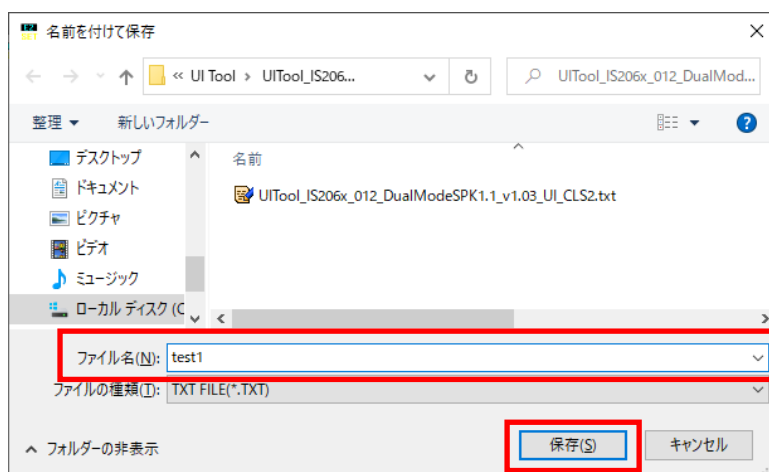 名前を付けて保存
« UI Tool › UITool_IS206...
UITool_IS206x_012_DualMod...
整理
新しいフォルダー
デスクトップ
ドキュメント
ピクチャ
ビデオ
ミュージック
ローカル ディスク (C
名前
UITool_IS206x_012_DualModeSPK1.1_v1.03_UI_CLS2.txt
ファイル名(N): test1
ファイルの種類(T): TXT FILE(*.TXT)
フォルダーの非表示
保存(S)
キャンセル